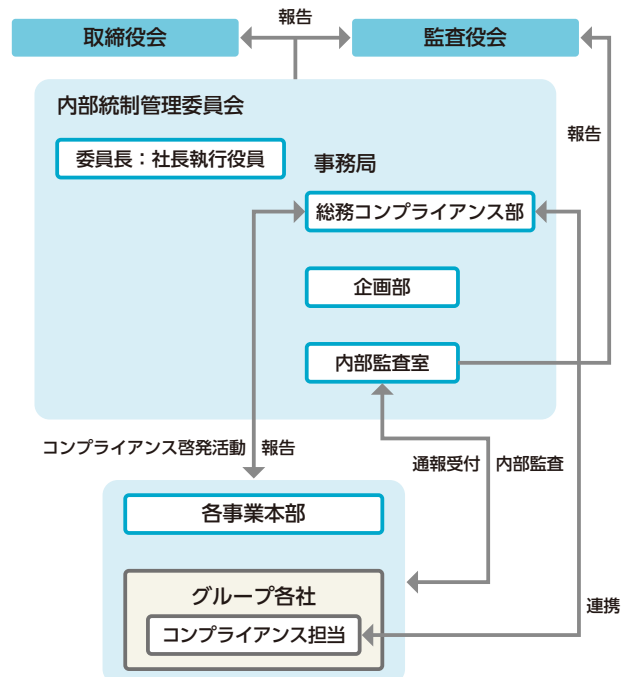 報告
取締役会
監査役会
内部統制管理委員会
委員長：社長執行役員
事務局
報告
総務コンプライアンス部
企画部
内部監査室
コンプライアンス啓発活動
報告
通報受付
内部監査
各事業本部
グループ各社
連携
コンプライアンス担当